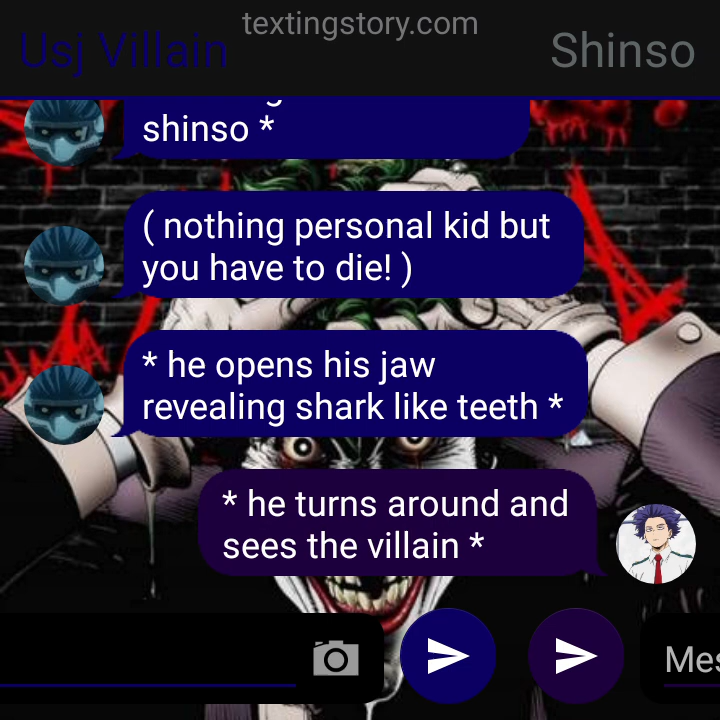 textingstory.com
Usj Villain
Shinso
shinso *
( nothing personal kid but
you have to die! )
* he opens his jaw
revealing shark like teeth *
* he turns around and
sees the villain *